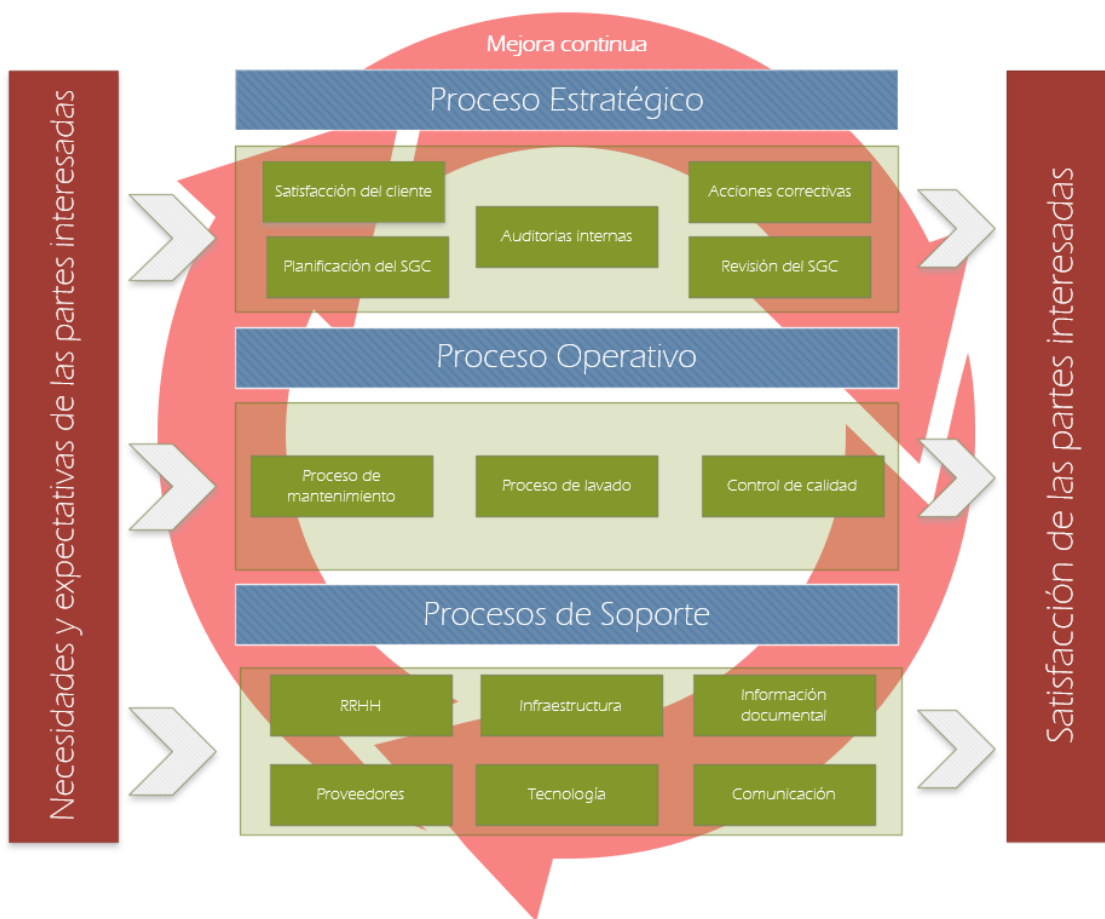 Mejora continua
Necesidades y expectativas de las partes interesadas
Proceso Estratégico
Satisfacción del cliente
Acciones correctivas
Auditorias internas
Planificación del SGC
Revisión del SGC
Proceso Operativo
Proceso de
mantenimiento
Proceso de lavado
Control de calidad
Procesos de Soporte
RRHH
Infraestructura
Información
documental
Proveedores
Tecnología
Comunicación
Satisfacción de las partes interesadas